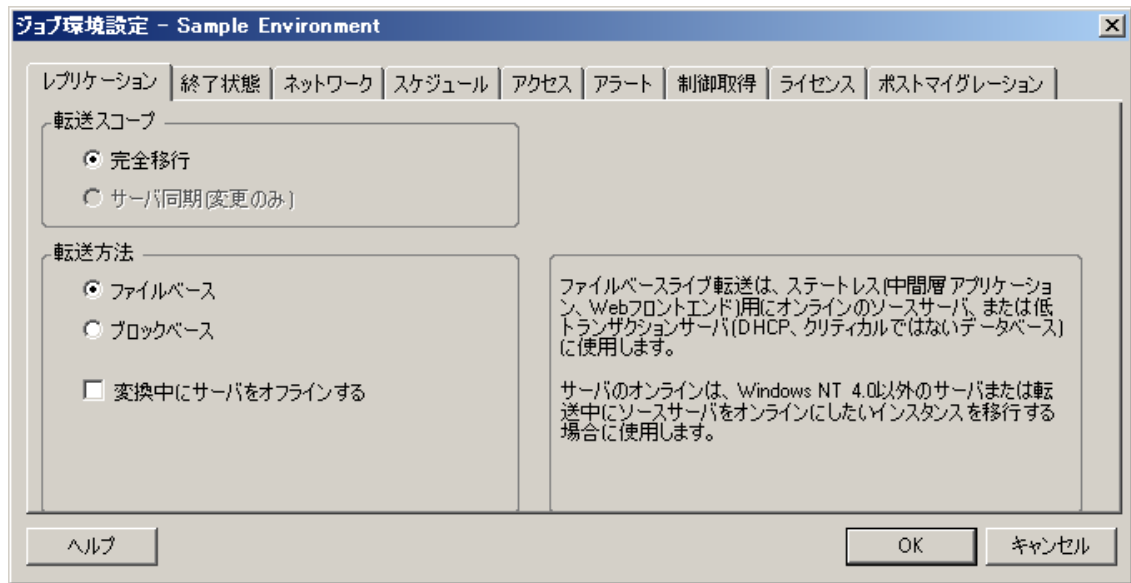 ジョブ環境設定 - Sample Environment
レプリケーション 終了状態 ネットワーク スケジュール アクセス アラート 制御取得 ライセンス ポストマイグレーション
転送スコープ
完全移行
サーバ同期(変更のみ)
転送方法
ファイルベース
ブロックベース
変換中にサーバをオフラインする
ファイルベースライブ転送は、ステートレス(中間層アプリケーショ
ン、Webフロントエンド)用にオンラインのソースサーバ、または低
トランザクションサーバ(DHCP、クリティカルではないデータベース)
に使用します。
サーバのオンラインは、Windows NT 4.0以外のサーバまたは転
送中にソースサーバをオンラインにしたいインスタンスを移行する
場合に使用します。
ヘルプ OK キャンセル